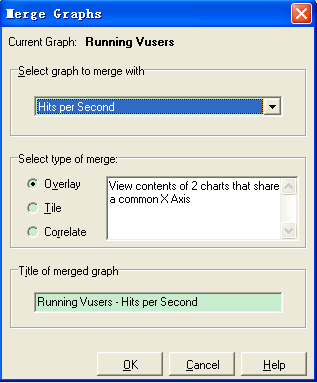 Merge Graphs
Current Graph: Running Vusers
Select graph to merge with
Hits per Second
Select type of merge:
Overlay
Tile
Correlate
View contents of 2 charts that share
a common X Axis
Title of merged graph
Running Vusers - Hits per Second
OK Cancel Help